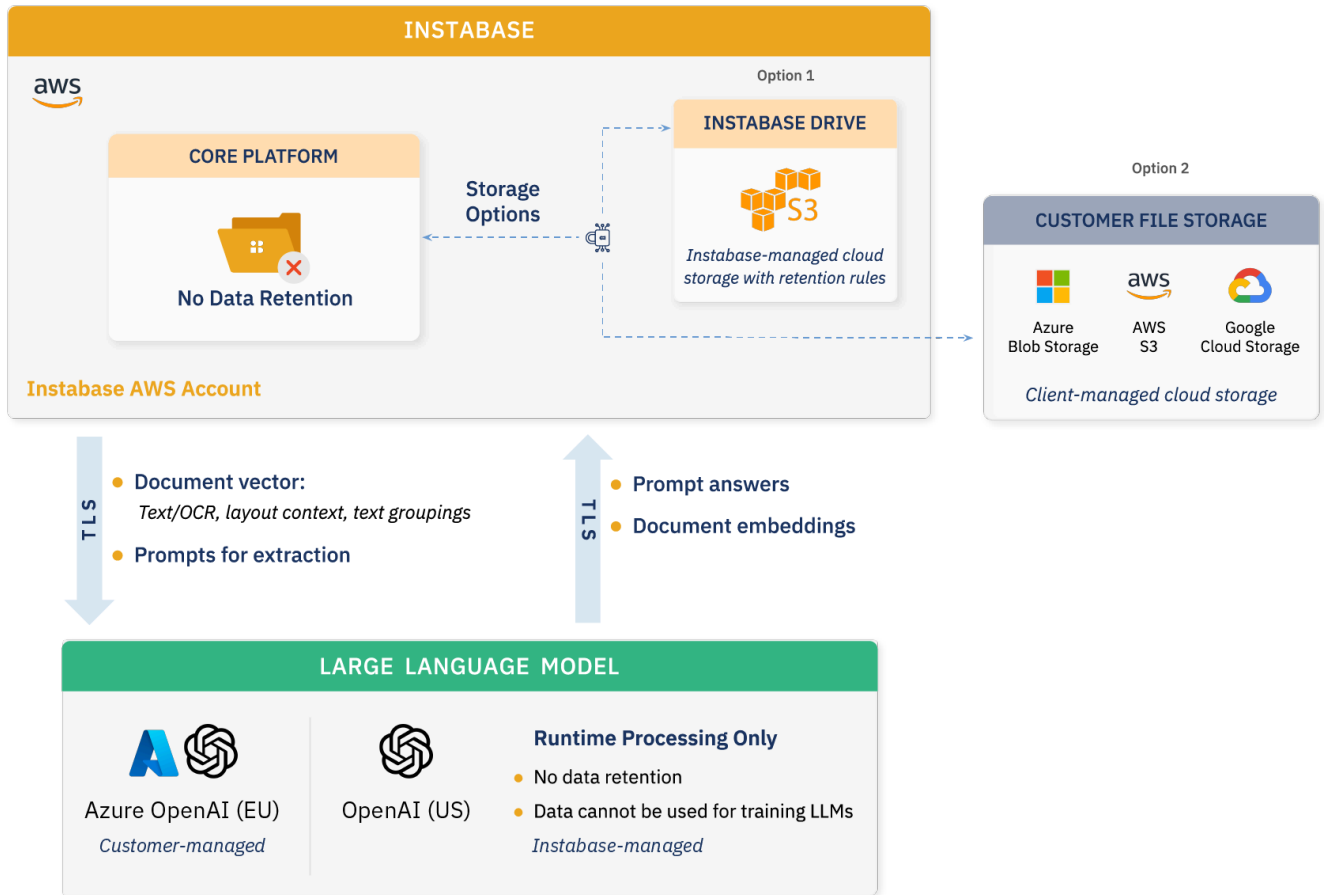 INSTABASE
aws
Option 1
INSTABASE DRIVE
CORE PLATFORM
Storage
Options
S3
No Data Retention
Instabase-managed cloud
storage with retention rules
Instabase AWS Account
Option 2
CUSTOMER FILE STORAGE
aws
Azure
Blob Storage
AWS
S3
Google
Cloud Storage
Client-managed cloud storage
TLS
Document vector:
Text/OCR, layout context, text groupings
Prompts for extraction
TLS
Prompt answers
Document embeddings
LARGE LANGUAGE MODEL
Azure OpenAI (EU)
Customer-managed
OpenAI (US)
Runtime Processing Only
No data retention
Data cannot be used for training LLMs
Instabase-managed